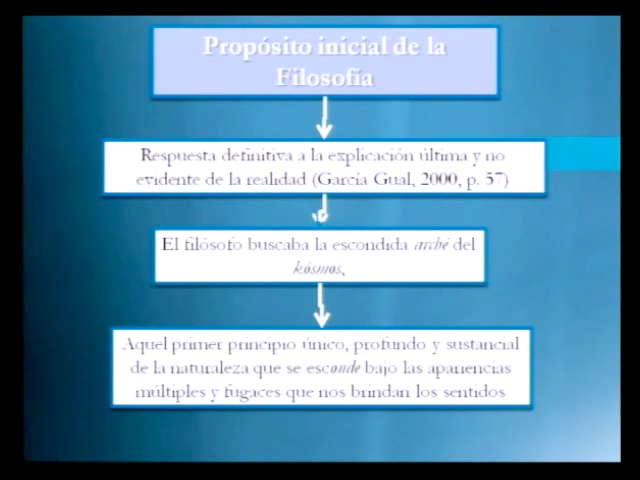 Propósito inicial de la
Filosofía
Respuesta definitiva a la explicación última y no
evidente de la realidad (García Gual, 2000, p. 57)
El filósofo buscaba la escondida arché del
kósmos,
Aquel primer principio único, profundo y sustancial
de la naturaleza que se esconde bajo las apariencias
múltiples y fugaces que nos brindan los sentidos